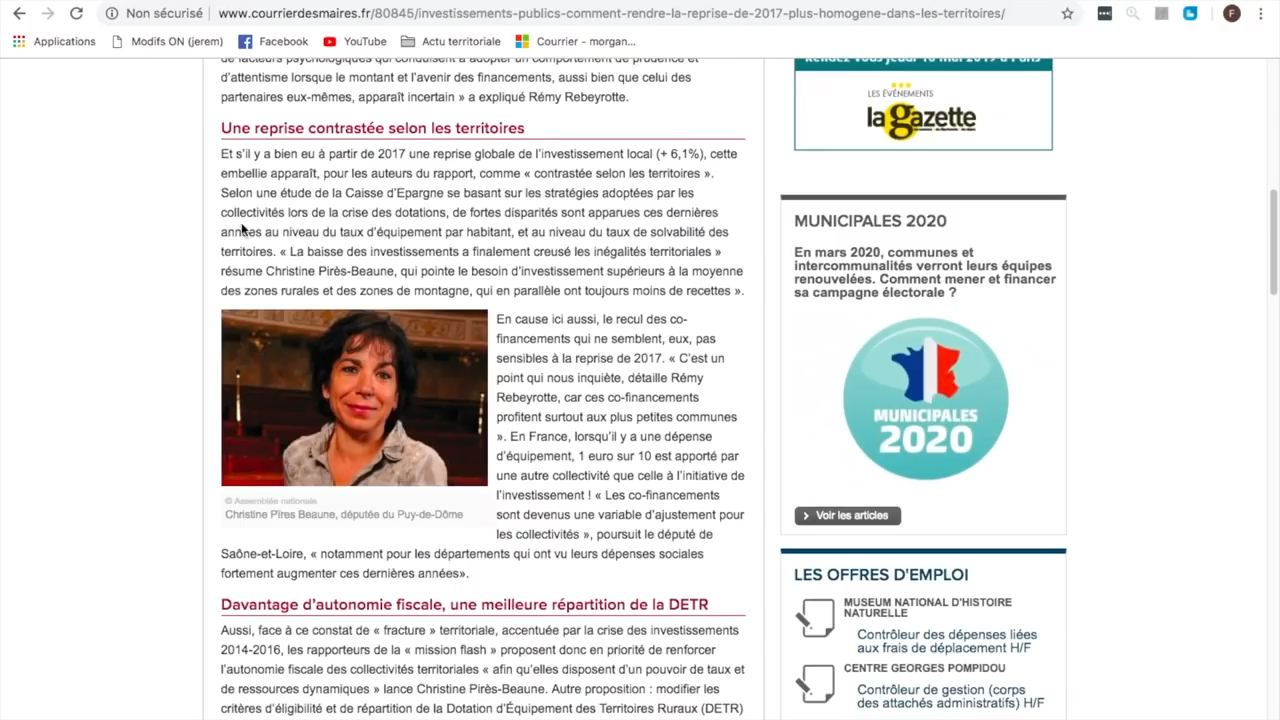 Non sécurisé | www.courrierdesmaires.fr/80845/investissements-publics-comment-rendre-la-reprise-de-2017-plus-homogene-dans-les-territoires/
F
Applications
Modifs ON (jerem)
Facebook
YouTube
Actu territoriale
Courrier - morgan...
de facteurs psychologiques qui conduisent à adopter un comportement de prudence et
d'attentisme lorsque le montant et l'avenir des financements, aussi bien que celui des
partenaires eux-mêmes, apparaît incertain » a expliqué Rémy Rebeyrotte.
Une reprise contrastée selon les territoires
Et s'il y a bien eu à partir de 2017 une reprise globale de l'investissement local (+ 6,1%), cette
embellie apparaît, pour les auteurs du rapport, comme « contrastée selon les territoires ».
Selon une étude de la Caisse d'Epargne se basant sur les stratégies adoptées par les
collectivités lors de la crise des dotations, de fortes disparités sont apparues ces dernières
années au niveau du taux d'équipement par habitant, et au niveau du taux de solvabilité des
territoires. « La baisse des investissements a finalement creusé les inégalités territoriales »
résume Christine Pirès-Beaune, qui pointe le besoin d'investissement supérieurs à la moyenne
des zones rurales et des zones de montagne, qui en parallèle ont toujours moins de recettes ».
En cause ici aussi, le recul des co-
financements qui ne semblent, eux, pas
sensibles à la reprise de 2017. « C'est un
point qui nous inquiète, détaille Rémy
Rebeyrotte, car ces co-financements
profitent surtout aux plus petites communes
». En France, lorsqu'il y a une dépense
d'équipement, 1 euro sur 10 est apporté par
une autre collectivité que celle à l'initiative de
l'investissement ! « Les co-financements
sont devenus une variable d'ajustement pour
les collectivités », poursuit le député de
© Assemblée nationale
Christine Pîres Beaune, députée du Puy-de-Dôme
Saône-et-Loire, « notamment pour les départements qui ont vu leurs dépenses sociales
fortement augmenter ces dernières années».
Davantage d'autonomie fiscale, une meilleure répartition de la DETR
Aussi, face à ce constat de « fracture » territoriale, accentuée par la crise des investissements
2014-2016, les rapporteurs de la « mission flash » proposent donc en priorité de renforcer
l'autonomie fiscale des collectivités territoriales « afin qu'elles disposent d'un pouvoir de taux et
de ressources dynamiques » lance Christine Pirès-Beaune. Autre proposition : modifier les
critères d'éligibilité et de répartition de la Dotation d'Équipement des Territoires Ruraux (DETR)
LES ÉVÉNEMENTS
la gazette
MUNICIPALES 2020
En mars 2020, communes et
intercommunalités verront leurs équipes
renouvelées. Comment mener et financer
sa campagne électorale ?
MUNICIPALES
2020
Voir les articles
LES OFFRES D'EMPLOI
MUSEUM NATIONAL D'HISTOIRE
NATURELLE
Contrôleur des dépenses liées
aux frais de déplacement H/F
CENTRE GEORGES POMPIDOU
Contrôleur de gestion (corps
des attachés administratifs) H/F